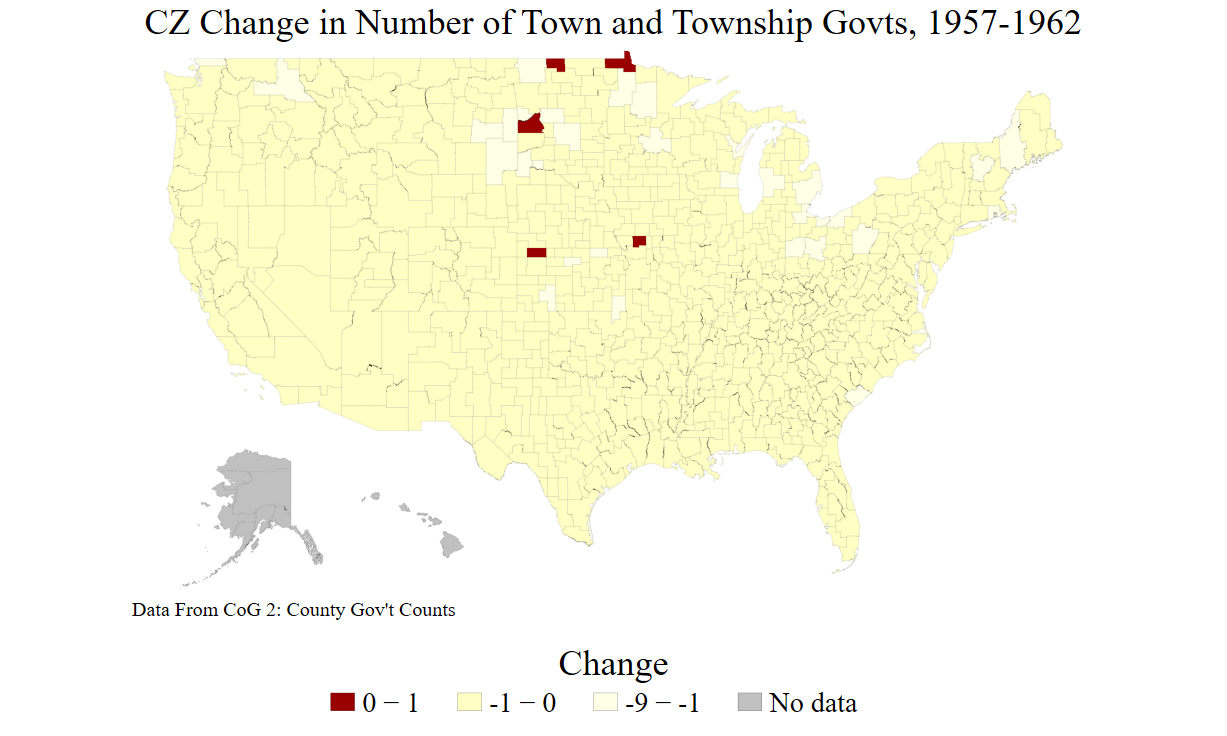 CZ Change in Number of Town and Township Govts, 1957-1962
Data From CoG 2: County Gov't Counts
Change
0 − 1 -1 − 0 -9 − -1 No data